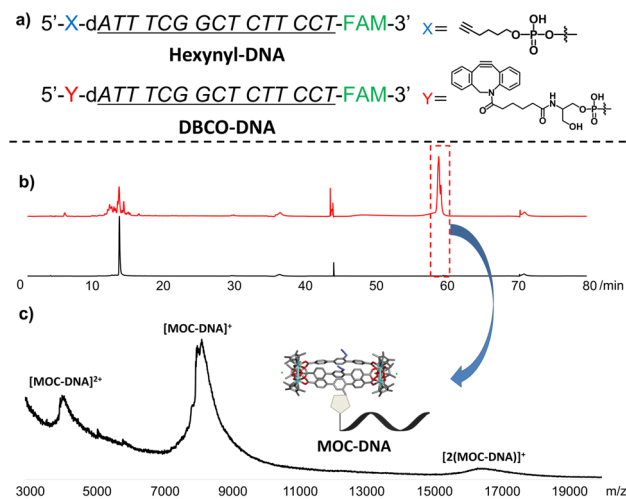 a)
5’-X-dATT TCG GCT CTT CCT-FAM-3’
Hexynyl-DNA
X=
O
P
OH
O
O
5’-Y-dATT TCG GCT CTT CCT-FAM-3’
DBCO-DNA
Y=
N
O
O
H
N
OH
O
P
OH
O
O
b)
0 10 20 30 40 50 60 70 80 /min
c)
[MOC-DNA]²⁺
[MOC-DNA]⁺
MOC-DNA
[2(MOC-DNA)]⁺
3000 5000 7000 9000 11000 13000 15000 17000 19000 m/z